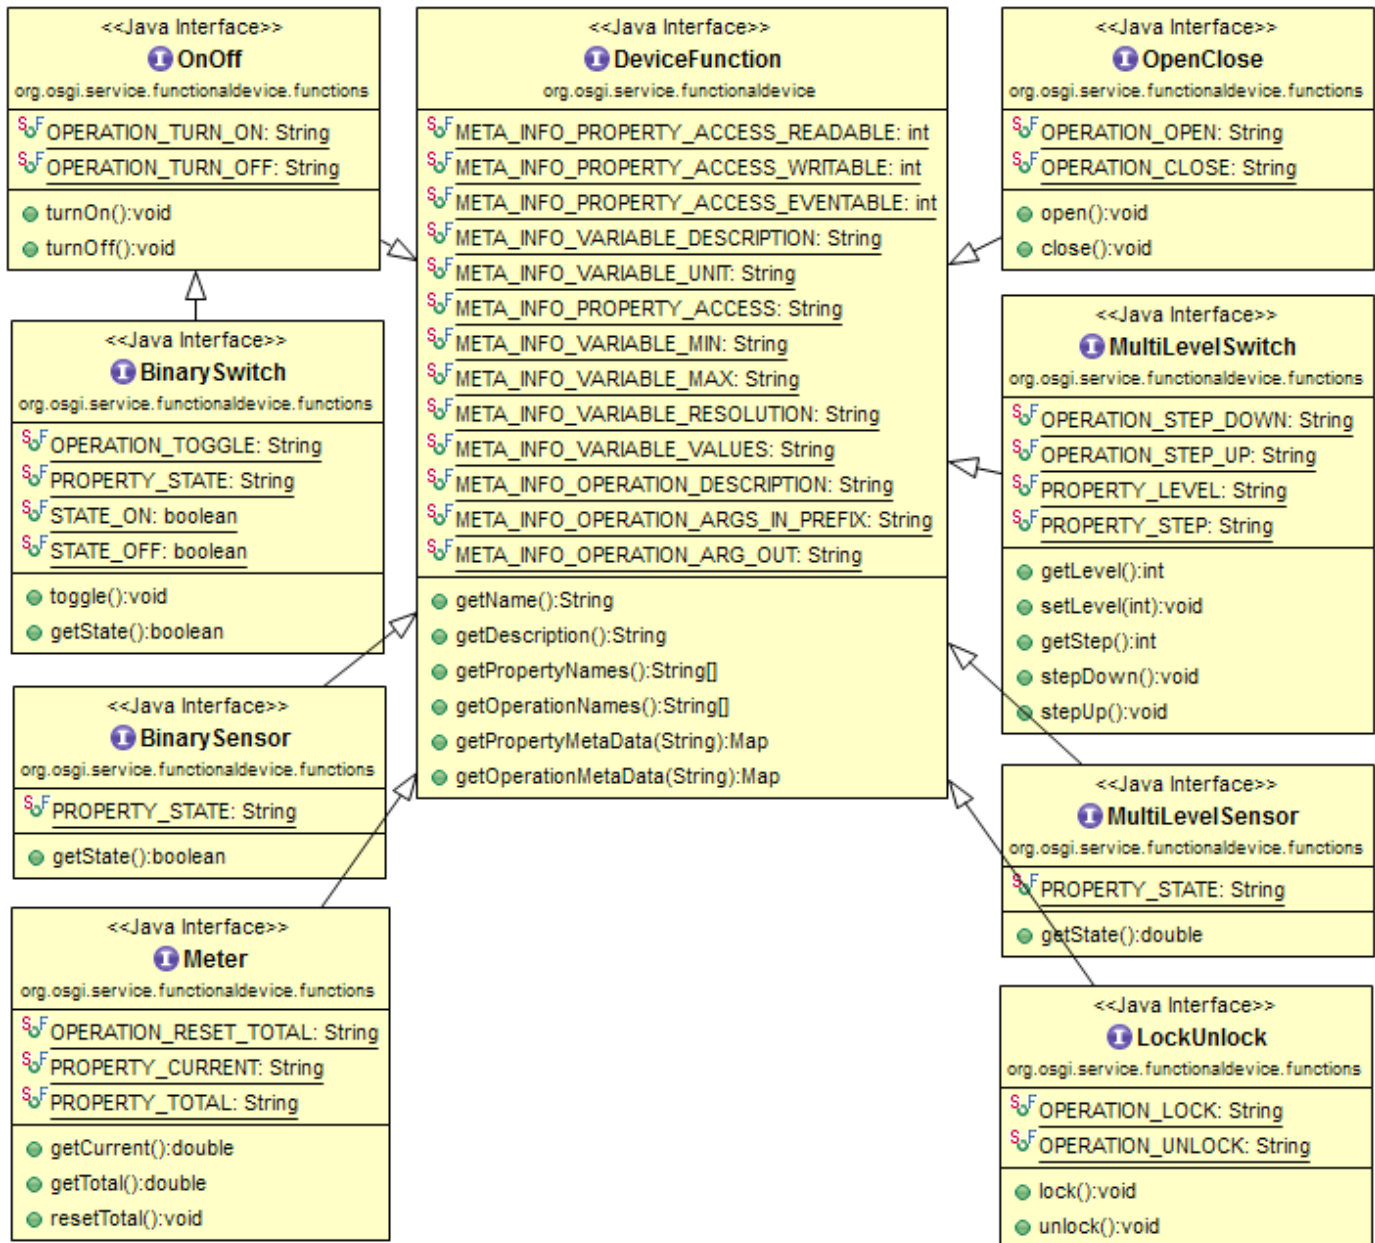 <<Java Interface>>
OnOff
org.osgi.service.functionaldevice.functions
OPERATION_TURN_ON: String
OPERATION_TURN_OFF: String
turnOn():void
turnOff():void
<<Java Interface>>
BinarySwitch
org.osgi.service.functionaldevice.functions
OPERATION_TOGGLE: String
PROPERTY_STATE: String
STATE_ON: boolean
STATE_OFF: boolean
toggle():void
getState():boolean
<<Java Interface>>
BinarySensor
org.osgi.service.functionaldevice.functions
PROPERTY_STATE: String
getState():boolean
<<Java Interface>>
Meter
org.osgi.service.functionaldevice.functions
OPERATION_RESET_TOTAL: String
PROPERTY_CURRENT: String
PROPERTY_TOTAL: String
getCurrent():double
getTotal():double
resetTotal():void
<<Java Interface>>
DeviceFunction
org.osgi.service.functionaldevice
META_INFO_PROPERTY_ACCESS_READABLE: int
META_INFO_PROPERTY_ACCESS_WRITABLE: int
META_INFO_PROPERTY_ACCESS_EVENTABLE: int
META_INFO_VARIABLE_DESCRIPTION: String
META_INFO_VARIABLE_UNIT: String
META_INFO_PROPERTY_ACCESS: String
META_INFO_VARIABLE_MIN: String
META_INFO_VARIABLE_MAX: String
META_INFO_VARIABLE_RESOLUTION: String
META_INFO_VARIABLE_VALUES: String
META_INFO_OPERATION_DESCRIPTION: String
META_INFO_OPERATION_ARGS_IN_PREFIX: String
META_INFO_OPERATION_ARG_OUT: String
getName():String
getDescription():String
getPropertyNames():String[]
getOperationNames():String[]
getPropertyMetaData(String):Map
getOperationMetaData(String):Map
<<Java Interface>>
OpenClose
org.osgi.service.functionaldevice.functions
OPERATION_OPEN: String
OPERATION_CLOSE: String
open():void
close():void
<<Java Interface>>
MultiLevelSwitch
org.osgi.service.functionaldevice.functions
OPERATION_STEP_DOWN: String
OPERATION_STEP_UP: String
PROPERTY_LEVEL: String
PROPERTY_STEP: String
getLevel():int
setLevel(int):void
getStep():int
stepDown():void
stepUp():void
<<Java Interface>>
MultiLevelSensor
org.osgi.service.functionaldevice.functions
PROPERTY_STATE: String
getState():double
<<Java Interface>>
LockUnlock
org.osgi.service.functionaldevice.functions
OPERATION_LOCK: String
OPERATION_UNLOCK: String
lock():void
unlock():void